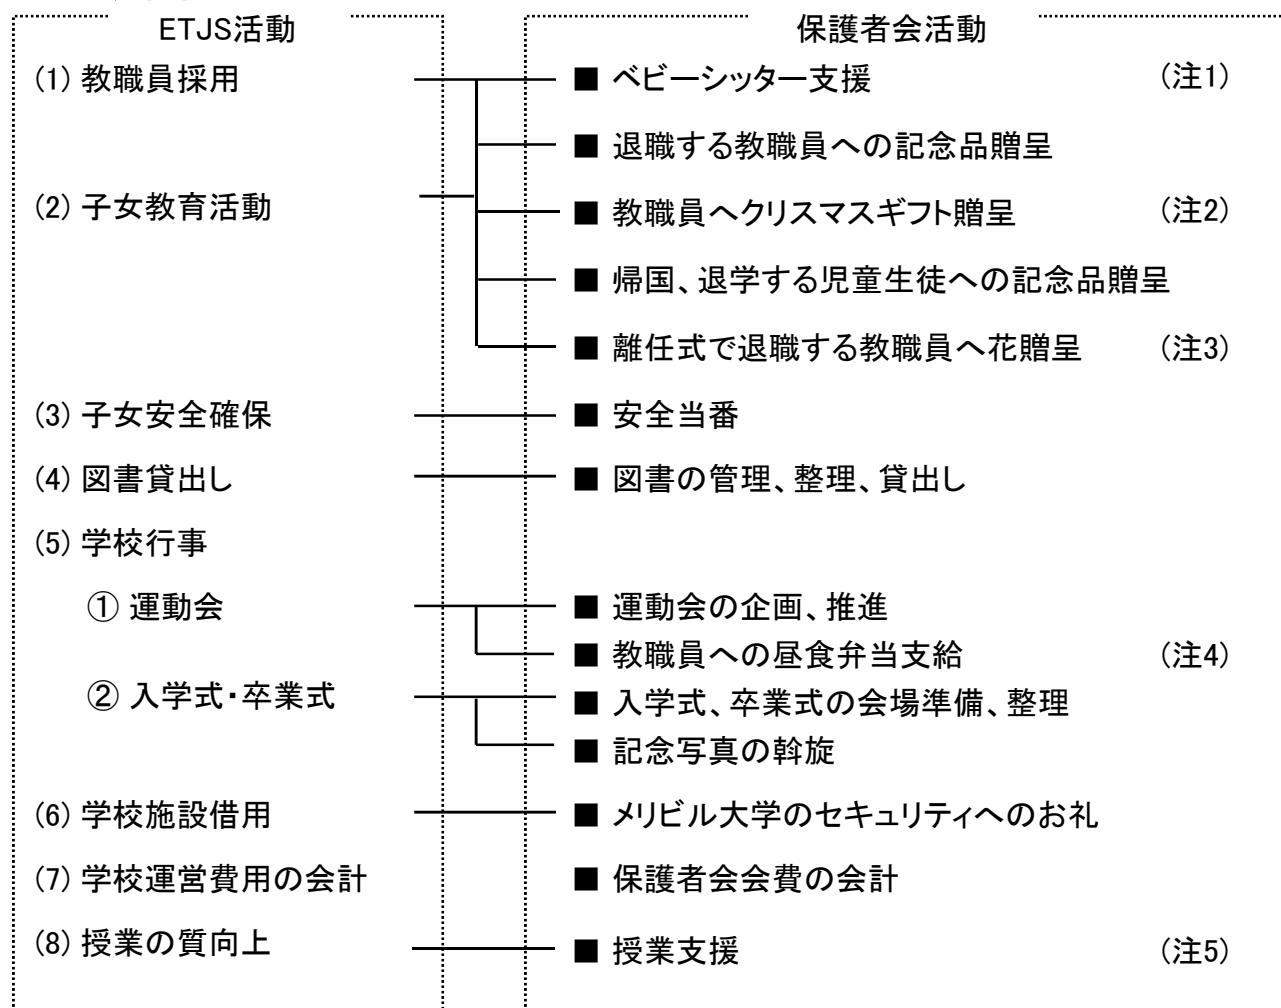 ETJS活動 保護者会活動
(1) 教職員採用 ■ ベビーシッター支援 (注1)
■ 退職する教職員への記念品贈呈
(2) 子女教育活動 ■ 教職員へクリスマスギフト贈呈 (注2)
■ 帰国、退学する児童生徒への記念品贈呈
■ 離任式で退職する教職員へ花贈呈 (注3)
(3) 子女安全確保 ■ 安全当番
(4) 図書貸出し ■ 図書の管理、整理、貸出し
(5) 学校行事
① 運動会 ■ 運動会の企画、推進
■ 教職員への昼食弁当支給 (注4)
② 入学式・卒業式 ■ 入学式、卒業式の会場準備、整理
■ 記念写真の斡旋
(6) 学校施設借用 ■ メリビル大学のセキュリティへのお礼
(7) 学校運営費用の会計 ■ 保護者会会費の会計
(8) 授業の質向上 ■ 授業支援 (注5)